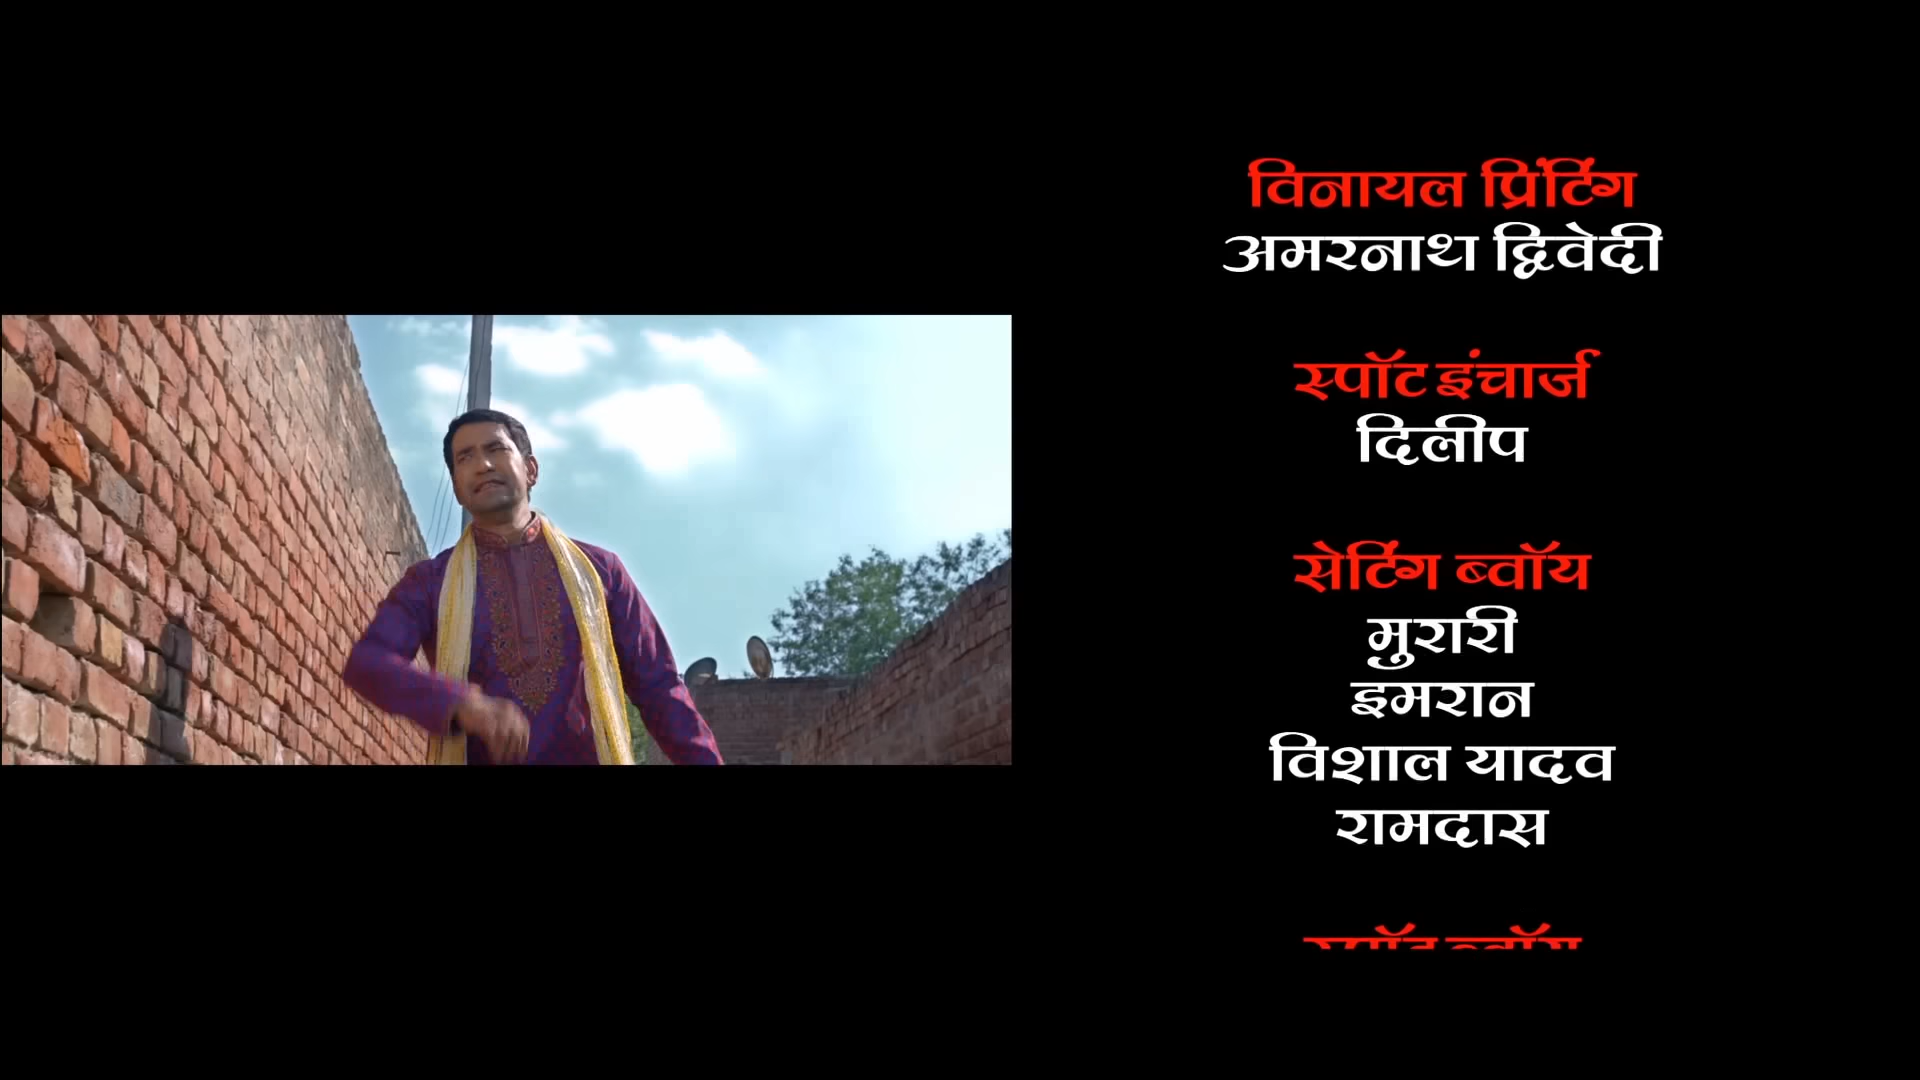 विनायल प्रिंटिंग
अमरनाथ द्विवेदी
स्पॉट इंचार्ज
दिलीप
सेटिंग ब्वॉय
मुरारी
इमरान
विशाल यादव
रामदास